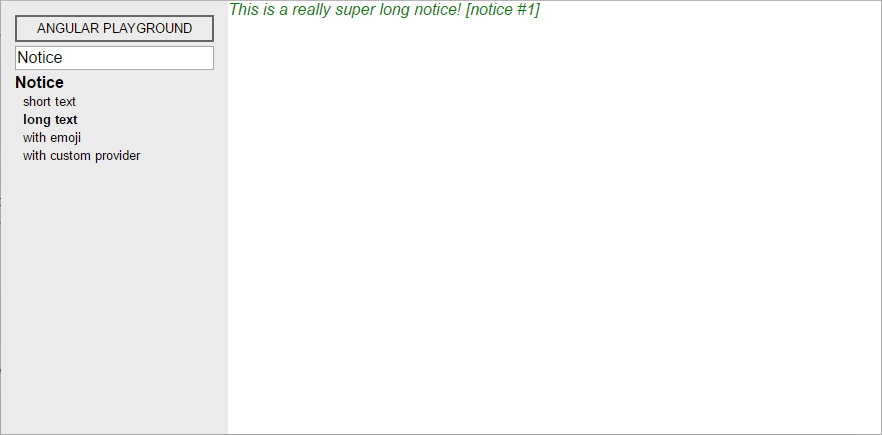 ANGULAR PLAYGROUND
Notice
Notice
short text
long text
with emoji
with custom provider
This is a really super long notice! [notice #1]